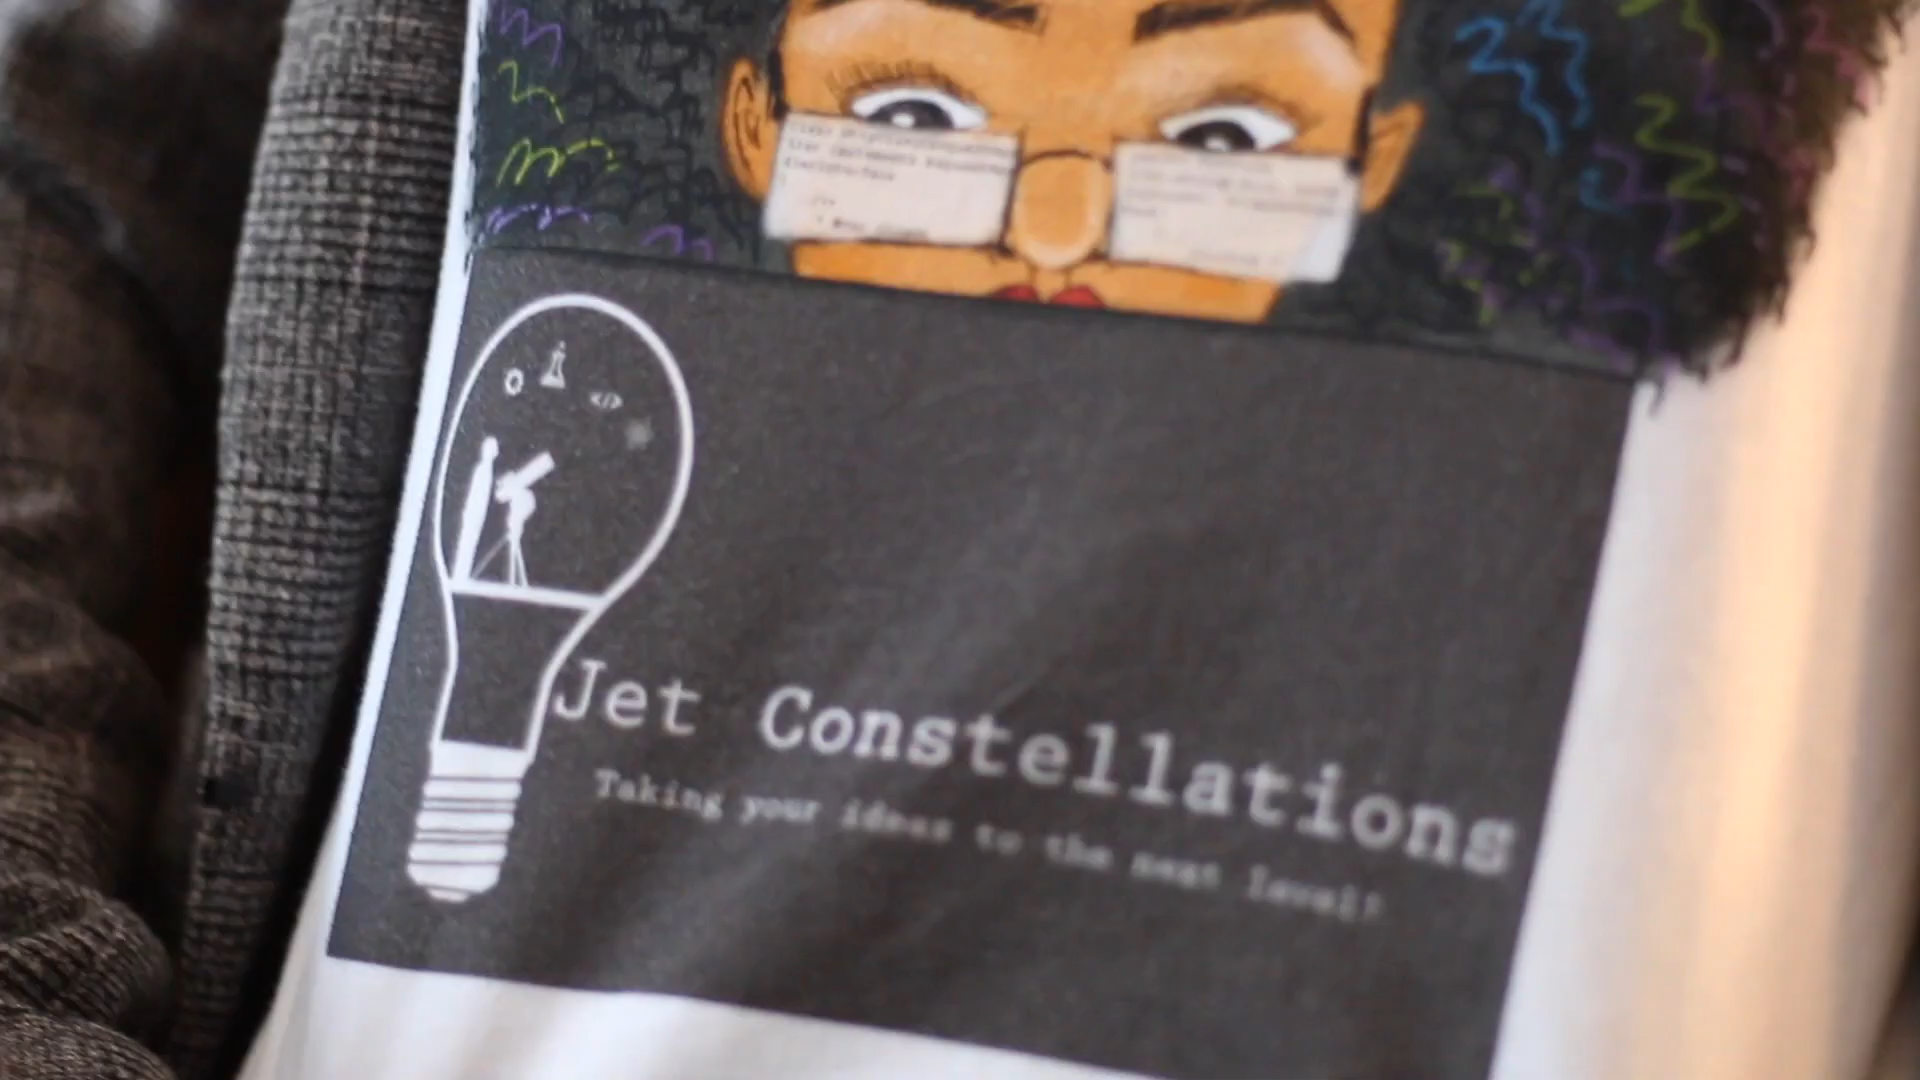 </>
Jet Constellations
Taking your ideas to the next level!